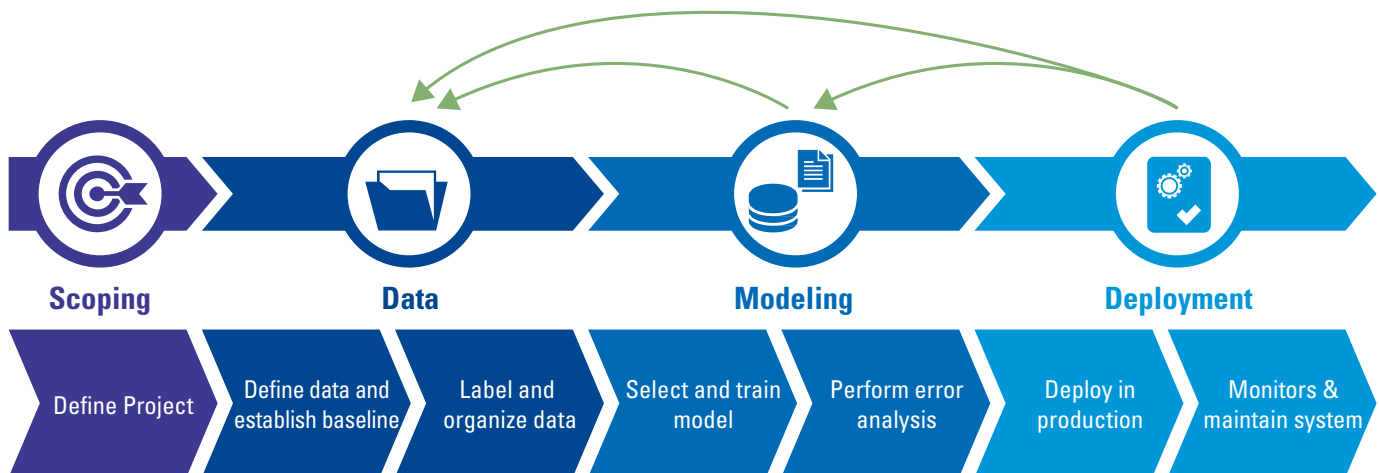 Scoping
Data
Modeling
Deployment
Define Project
Define data and
establish baseline
Label and
organize data
Select and train
model
Perform error
analysis
Deploy in
production
Monitors &
maintain system